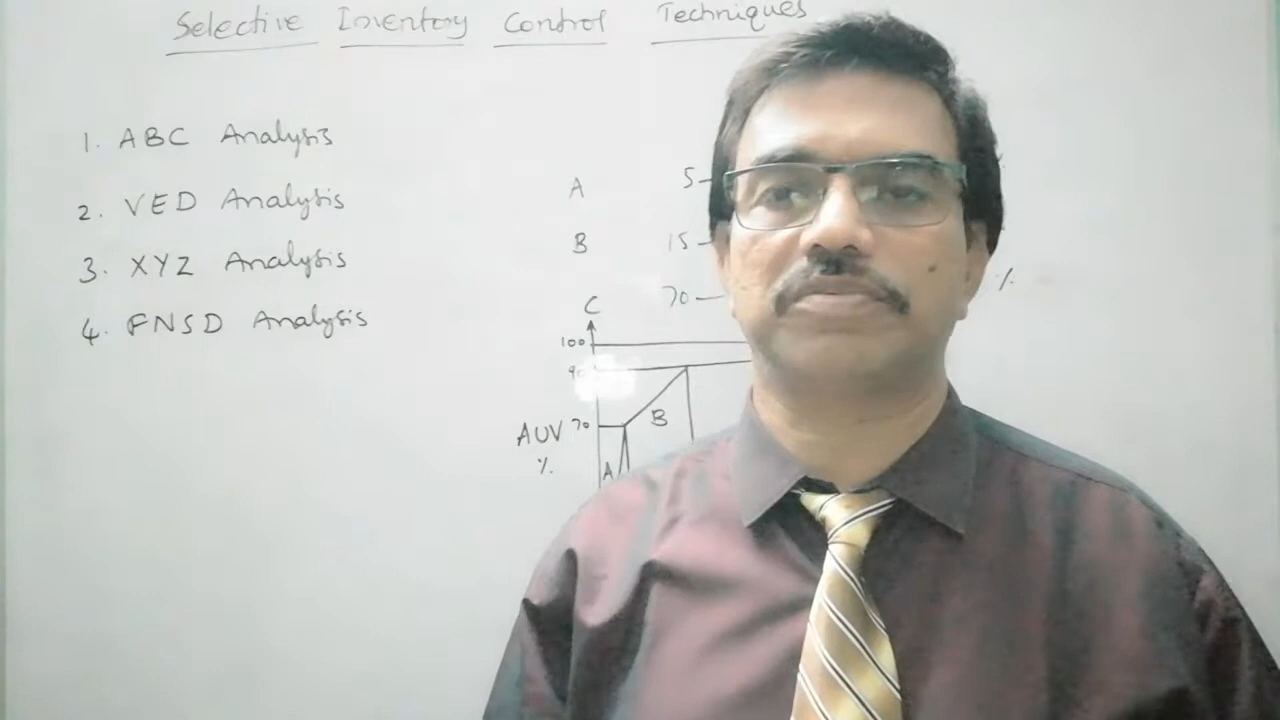 Selective Inventory Control Techniques
1. ABC Analysis
2. VED Analysis
3. XYZ Analysis
4. FNSD Analysis
A 5-
B 15-
C 70- %
100
90
AUV 70
%
B
A